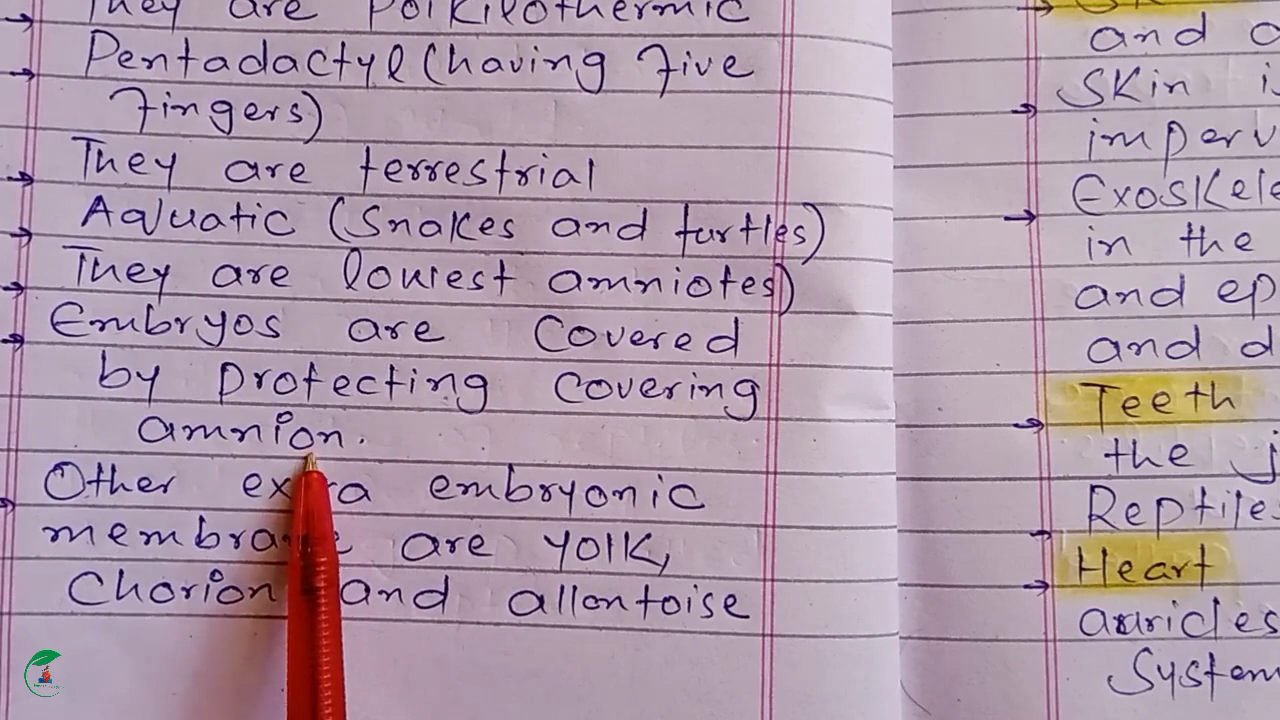 They are Poikilothermic
Pentadactyl (having five
fingers)
They are terrestrial
Aquatic (Snakes and turtles)
They are lowest amniotes)
Embryos are Covered
by protecting covering
amnion.
Other extra embryonic
membrane are yolk,
Chorion and allantoise
and
Skin
imperv
Exoskele
in the
and ep
and d
Teeth
the j
Reptile
Heart
auricles
System